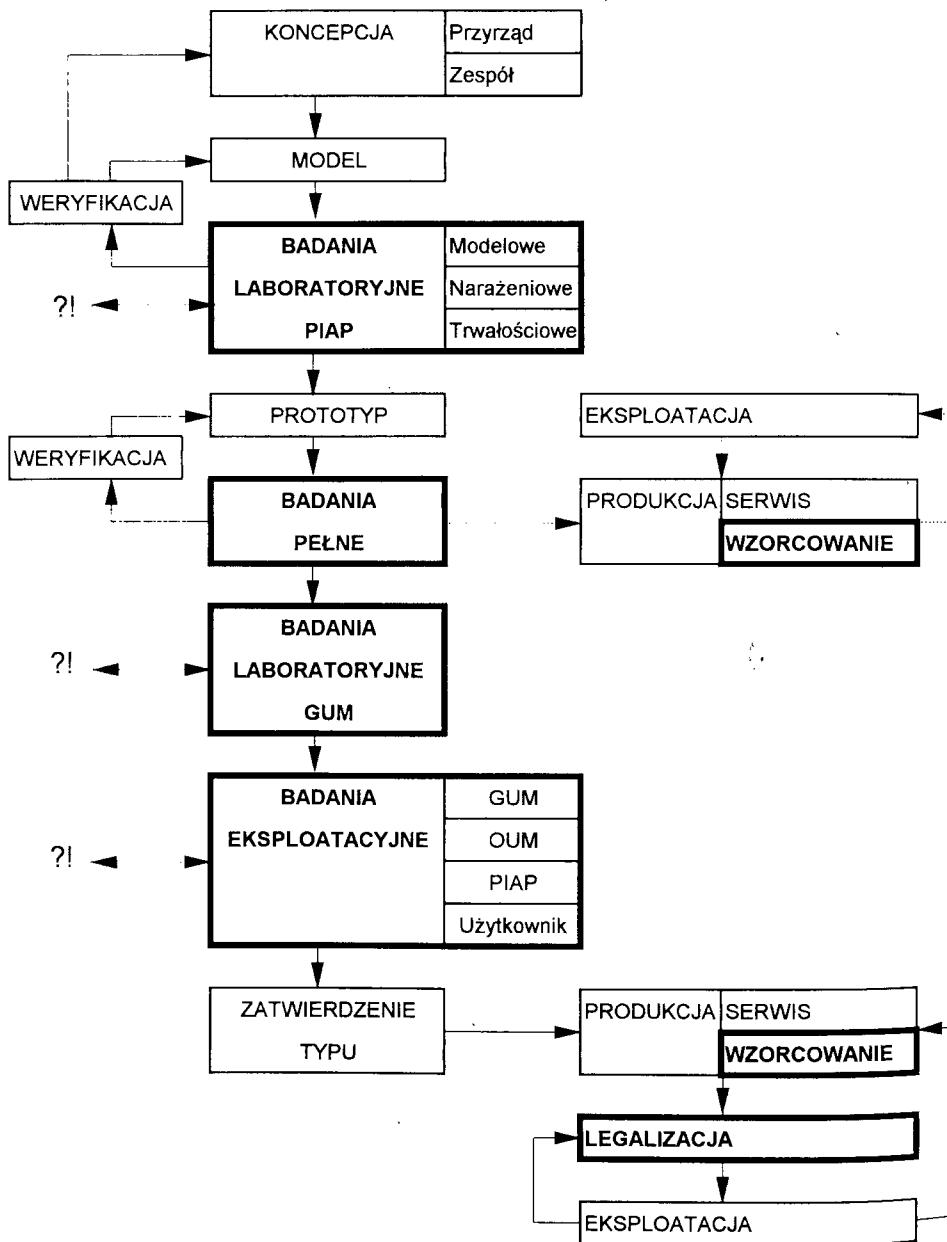 KONCEPCJA
Przyrząd
Zespół
MODEL
WERYFIKACJA
BADANIA
LABORATORYJNE
PIAP
Modelowe
Narażeniowe
Trwałościowe
?!
PROTOTYP
WERYFIKACJA
BADANIA
PEŁNE
EKSPLOATACJA
PRODUKCJA
SERWIS
WZORCOWANIE
BADANIA
LABORATORYJNE
GUM
?!
BADANIA
EKSPLOATACYJNE
GUM
OUM
PIAP
Użytkownik
?!
ZATWIERDZENIE
TYPU
PRODUKCJA
SERWIS
WZORCOWANIE
LEGALIZACJA
EKSPLOATACJA